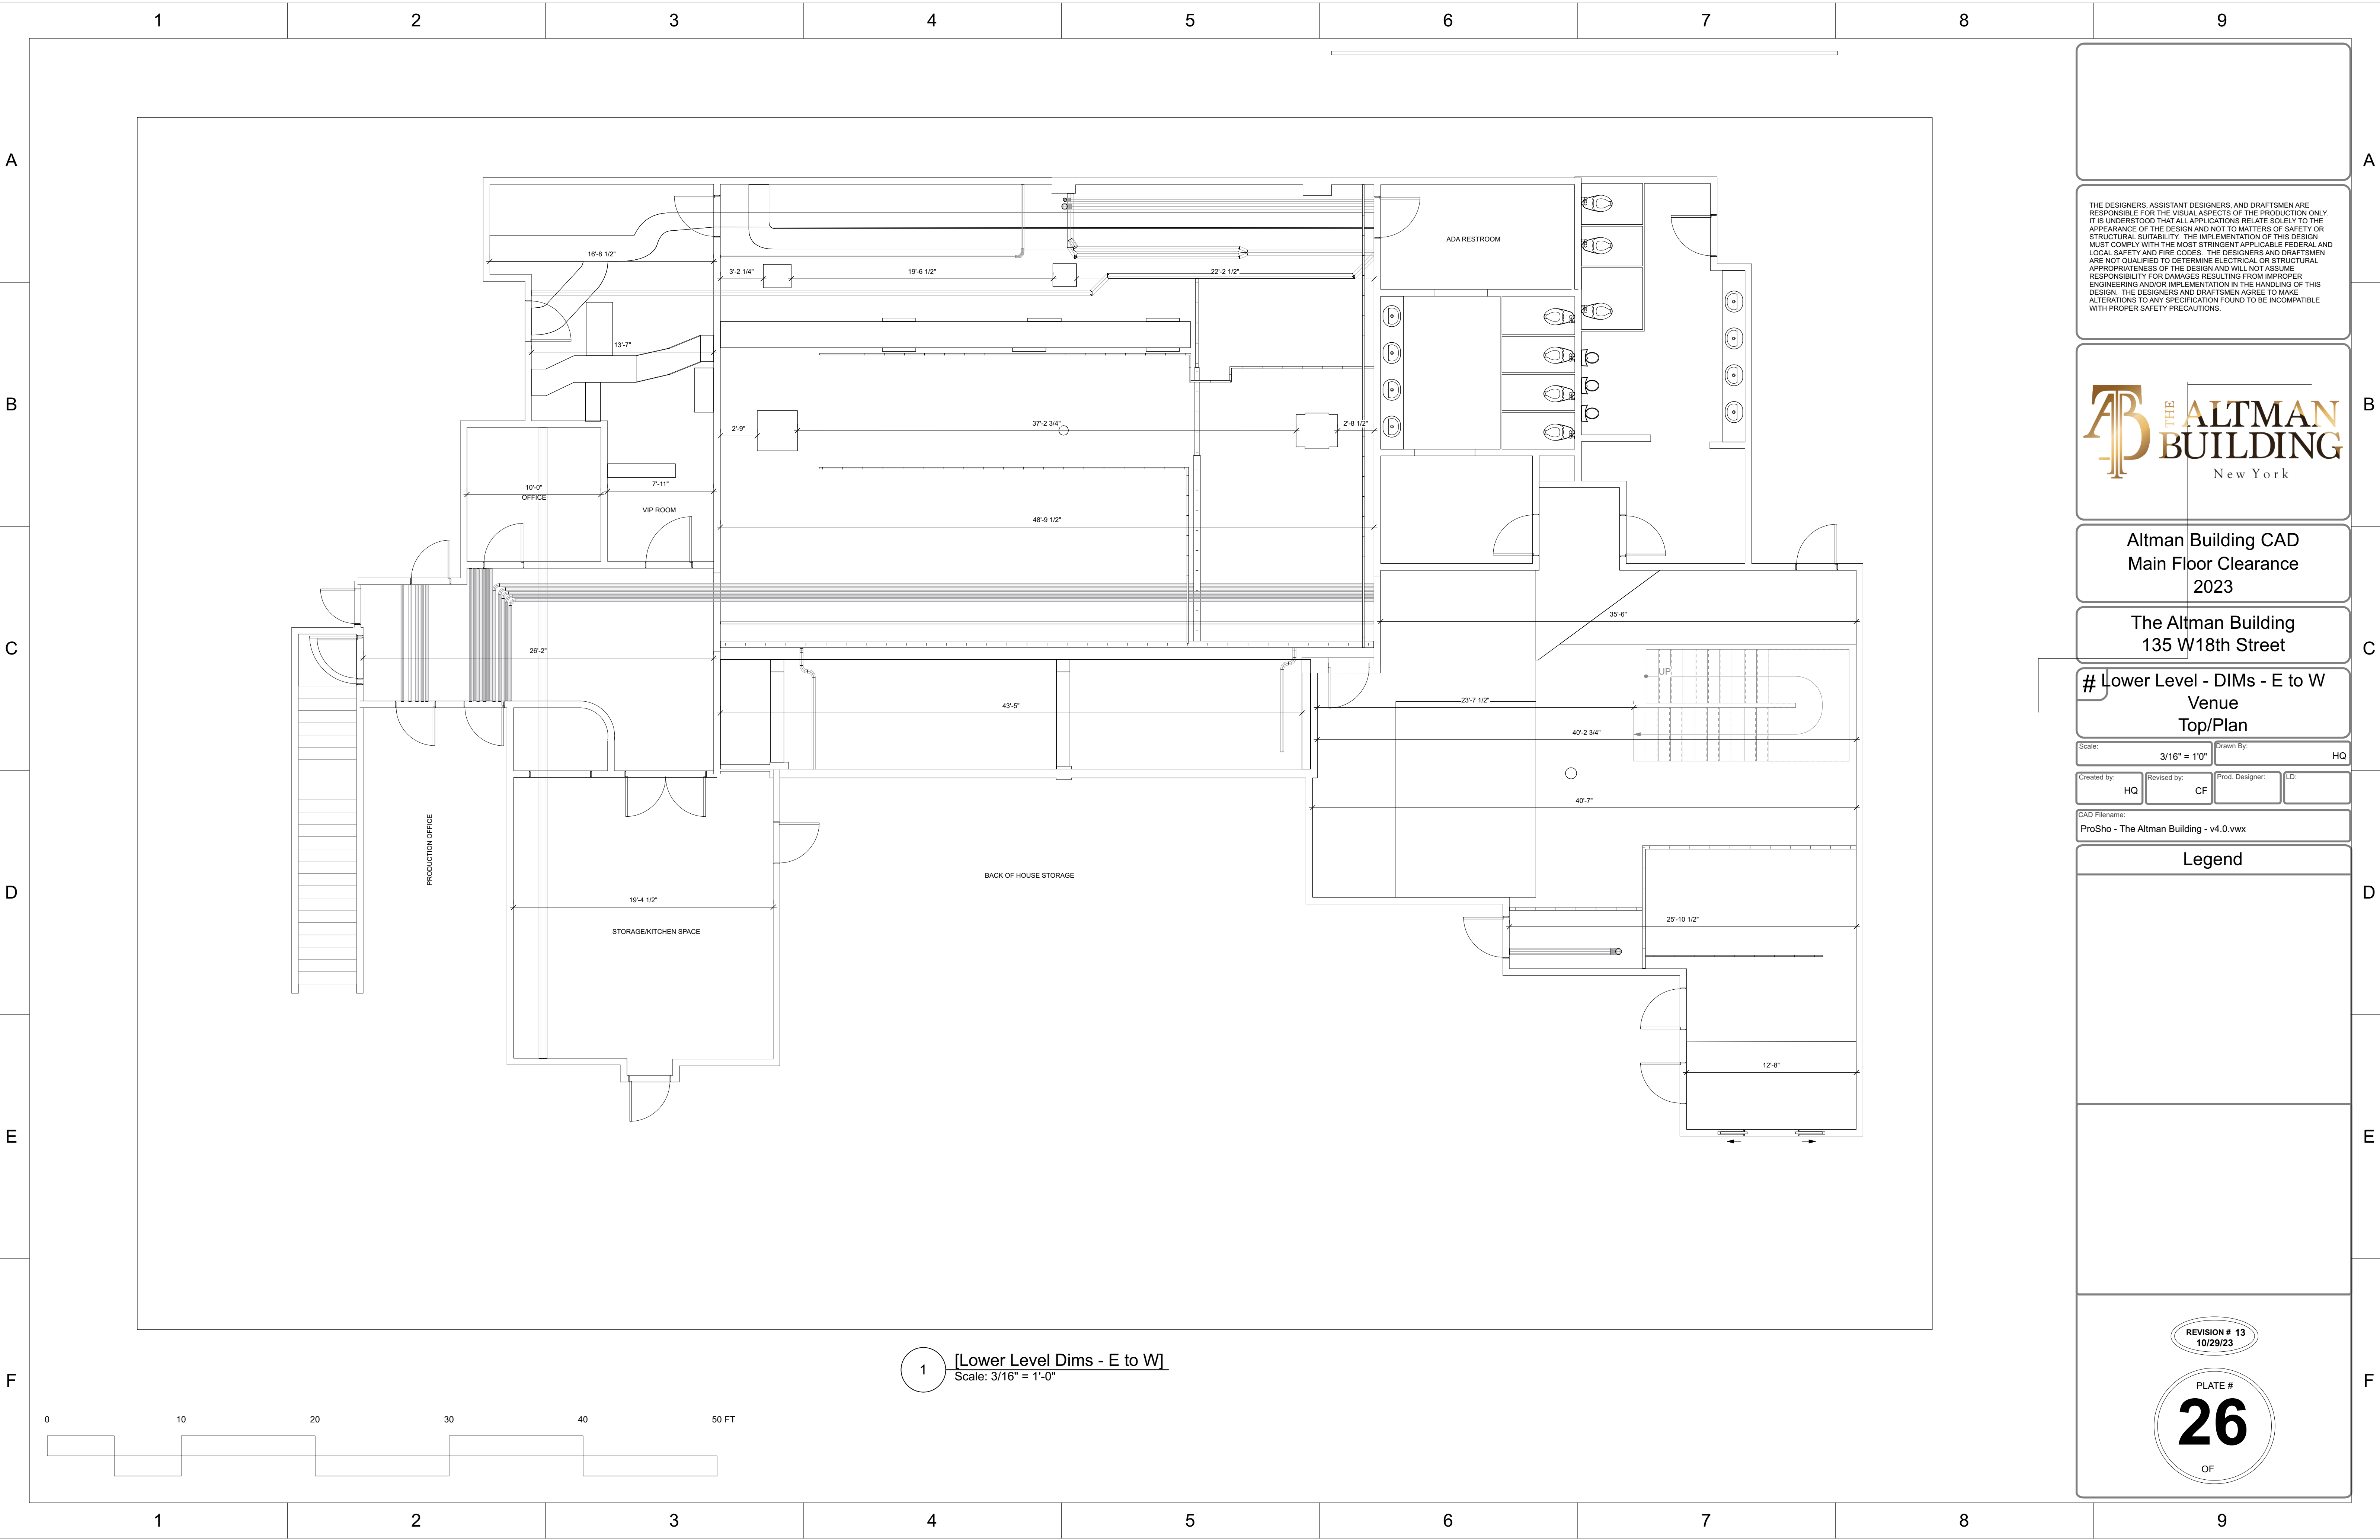 1 2 3 4 5 6 7 8 9
A
B
C
D
E
F
A
B
C
D
E
F
ADA RESTROOM
16'-8 1/2"
3'-2 1/4"
19'-6 1/2"
22'-2 1/2"
13'-7"
2'-9"
37'-2 3/4"
2'-8 1/2"
10'-0"
OFFICE
7'-11"
VIP ROOM
48'-9 1/2"
35'-6"
26'-2"
UP
23'-7 1/2"
43'-5"
40'-2 3/4"
40'-7"
PRODUCTION OFFICE
BACK OF HOUSE STORAGE
19'-4 1/2"
STORAGE/KITCHEN SPACE
25'-10 1/2"
12'-8"
1
[Lower Level Dims - E to W]
Scale: 3/16" = 1'-0"
0 10 20 30 40 50 FT
THE DESIGNERS, ASSISTANT DESIGNERS, AND DRAFTSMEN ARE
RESPONSIBLE FOR THE VISUAL ASPECTS OF THE PRODUCTION ONLY.
IT IS UNDERSTOOD THAT ALL APPLICATIONS RELATE SOLELY TO THE
APPEARANCE OF THE DESIGN AND NOT TO MATTERS OF SAFETY OR
STRUCTURAL SUITABILITY. THE IMPLEMENTATION OF THIS DESIGN
MUST COMPLY WITH THE MOST STRINGENT APPLICABLE FEDERAL AND
LOCAL SAFETY AND FIRE CODES. THE DESIGNERS AND DRAFTSMEN
ARE NOT QUALIFIED TO DETERMINE ELECTRICAL OR STRUCTURAL
APPROPRIATENESS OF THE DESIGN AND WILL NOT ASSUME
RESPONSIBILITY FOR DAMAGES RESULTING FROM IMPROPER
ENGINEERING AND/OR IMPLEMENTATION IN THE HANDLING OF THIS
DESIGN. THE DESIGNERS AND DRAFTSMEN AGREE TO MAKE
ALTERATIONS TO ANY SPECIFICATION FOUND TO BE INCOMPATIBLE
WITH PROPER SAFETY PRECAUTIONS.
TAB
THE ALTMAN
BUILDING
New York
Altman Building CAD
Main Floor Clearance
2023
The Altman Building
135 W18th Street
# Lower Level - DIMs - E to W
Venue
Top/Plan
Scale:
3/16" = 1'0"
Drawn By:
HQ
Created by:
HQ
Revised by:
CF
Prod. Designer:
LD:
CAD Filename:
ProSho - The Altman Building - v4.0.vwx
Legend
REVISION # 13
10/29/23
PLATE #
26
OF
1 2 3 4 5 6 7 8 9